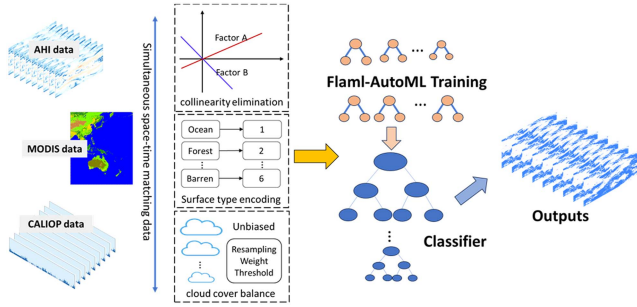 AHI data
MODIS data
CALIOP data
Simultaneous space-time matching data
Factor A
Factor B
collinearity elimination
Ocean
1
Forest
2
Barren
6
Surface type encoding
Unbiased
Resampling
Weight
Threshold
cloud cover balance
Flaml-AutoML Training
Classifier
Outputs